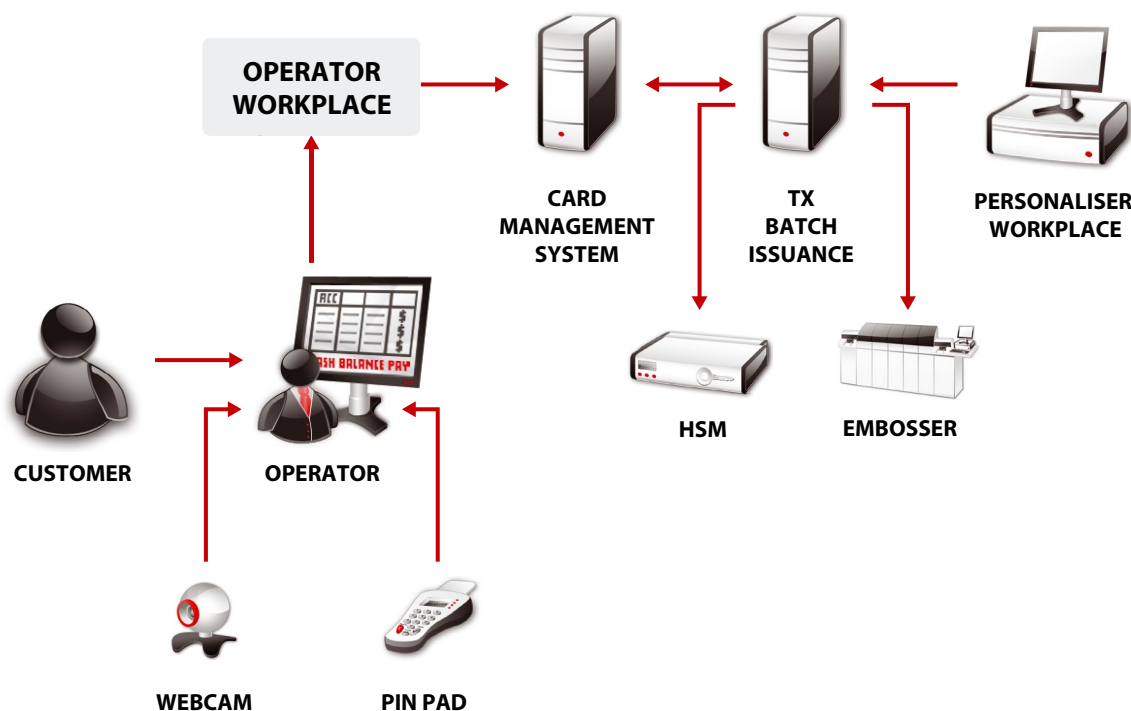 OPERATOR
WORKPLACE
CARD
MANAGEMENT
SYSTEM
TX
BATCH
ISSUANCE
PERSONALISER
WORKPLACE
ACC
$
$
$
CASH BALANCE PAY
HSM
EMBOSSER
CUSTOMER
OPERATOR
WEBCAM
PIN PAD